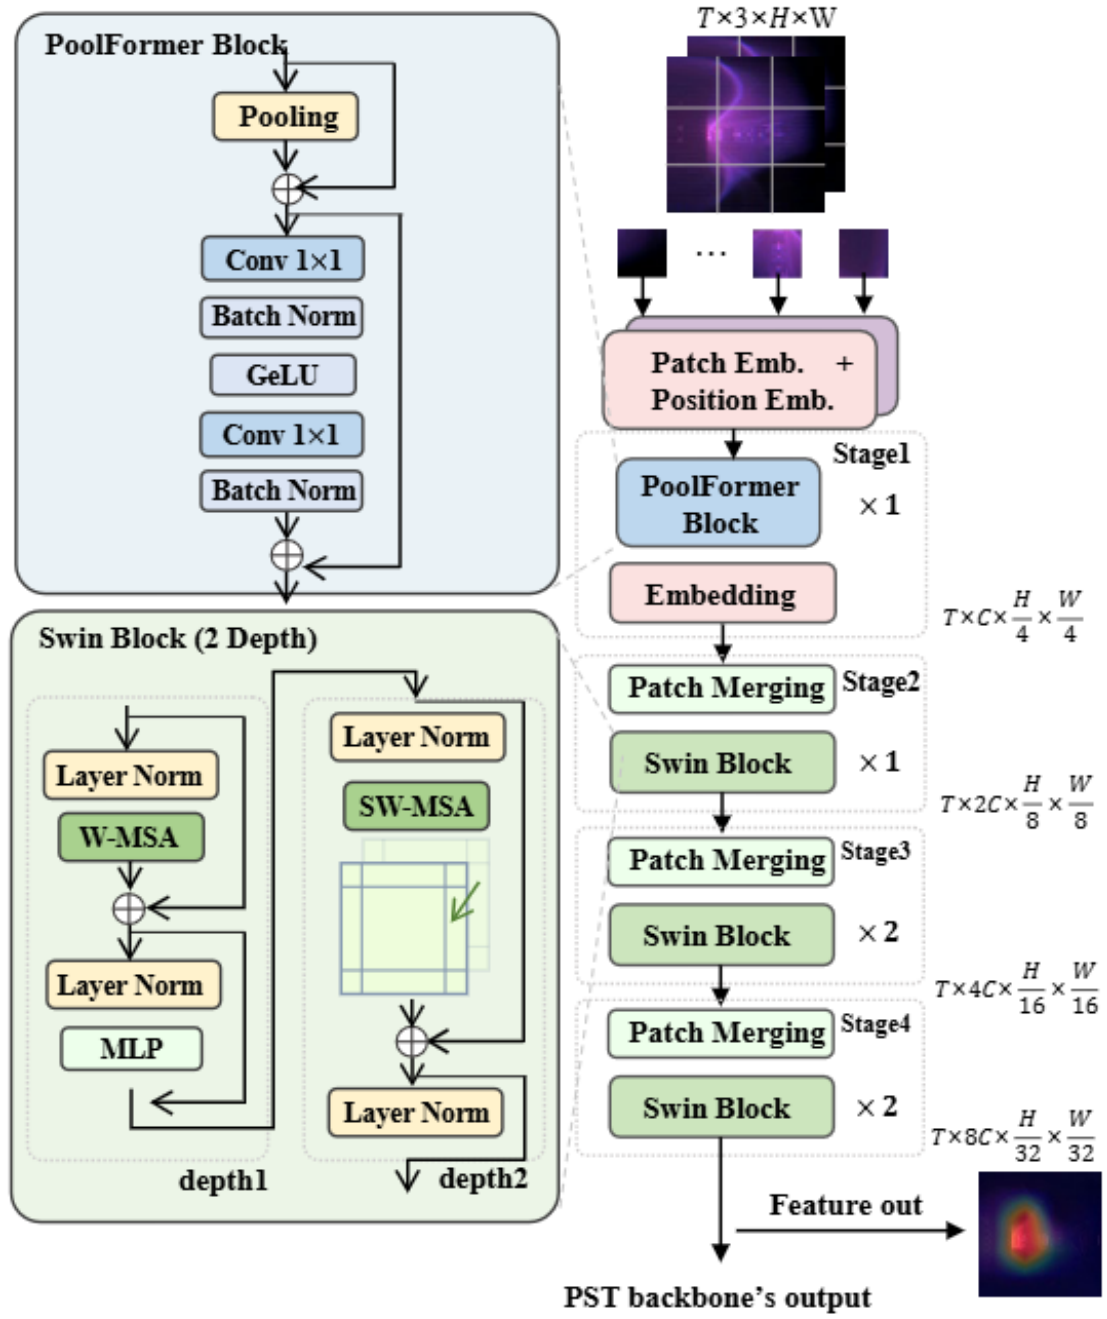 PoolFormer Block
Pooling
Conv 1×1
Batch Norm
GeLU
Conv 1×1
Batch Norm
Swin Block (2 Depth)
Layer Norm
W-MSA
Layer Norm
MLP
depth1
Layer Norm
SW-MSA
Layer Norm
depth2
T×3×H×W
...
Patch Emb. +
Position Emb.
Stage1
PoolFormer
Block
×1
Embedding
T×C×H/4×W/4
Patch Merging
Stage2
Swin Block
×1
T×2C×H/8×W/8
Patch Merging
Stage3
Swin Block
×2
T×4C×H/16×W/16
Patch Merging
Stage4
Swin Block
×2
T×8C×H/32×W/32
Feature out
PST backbone's output